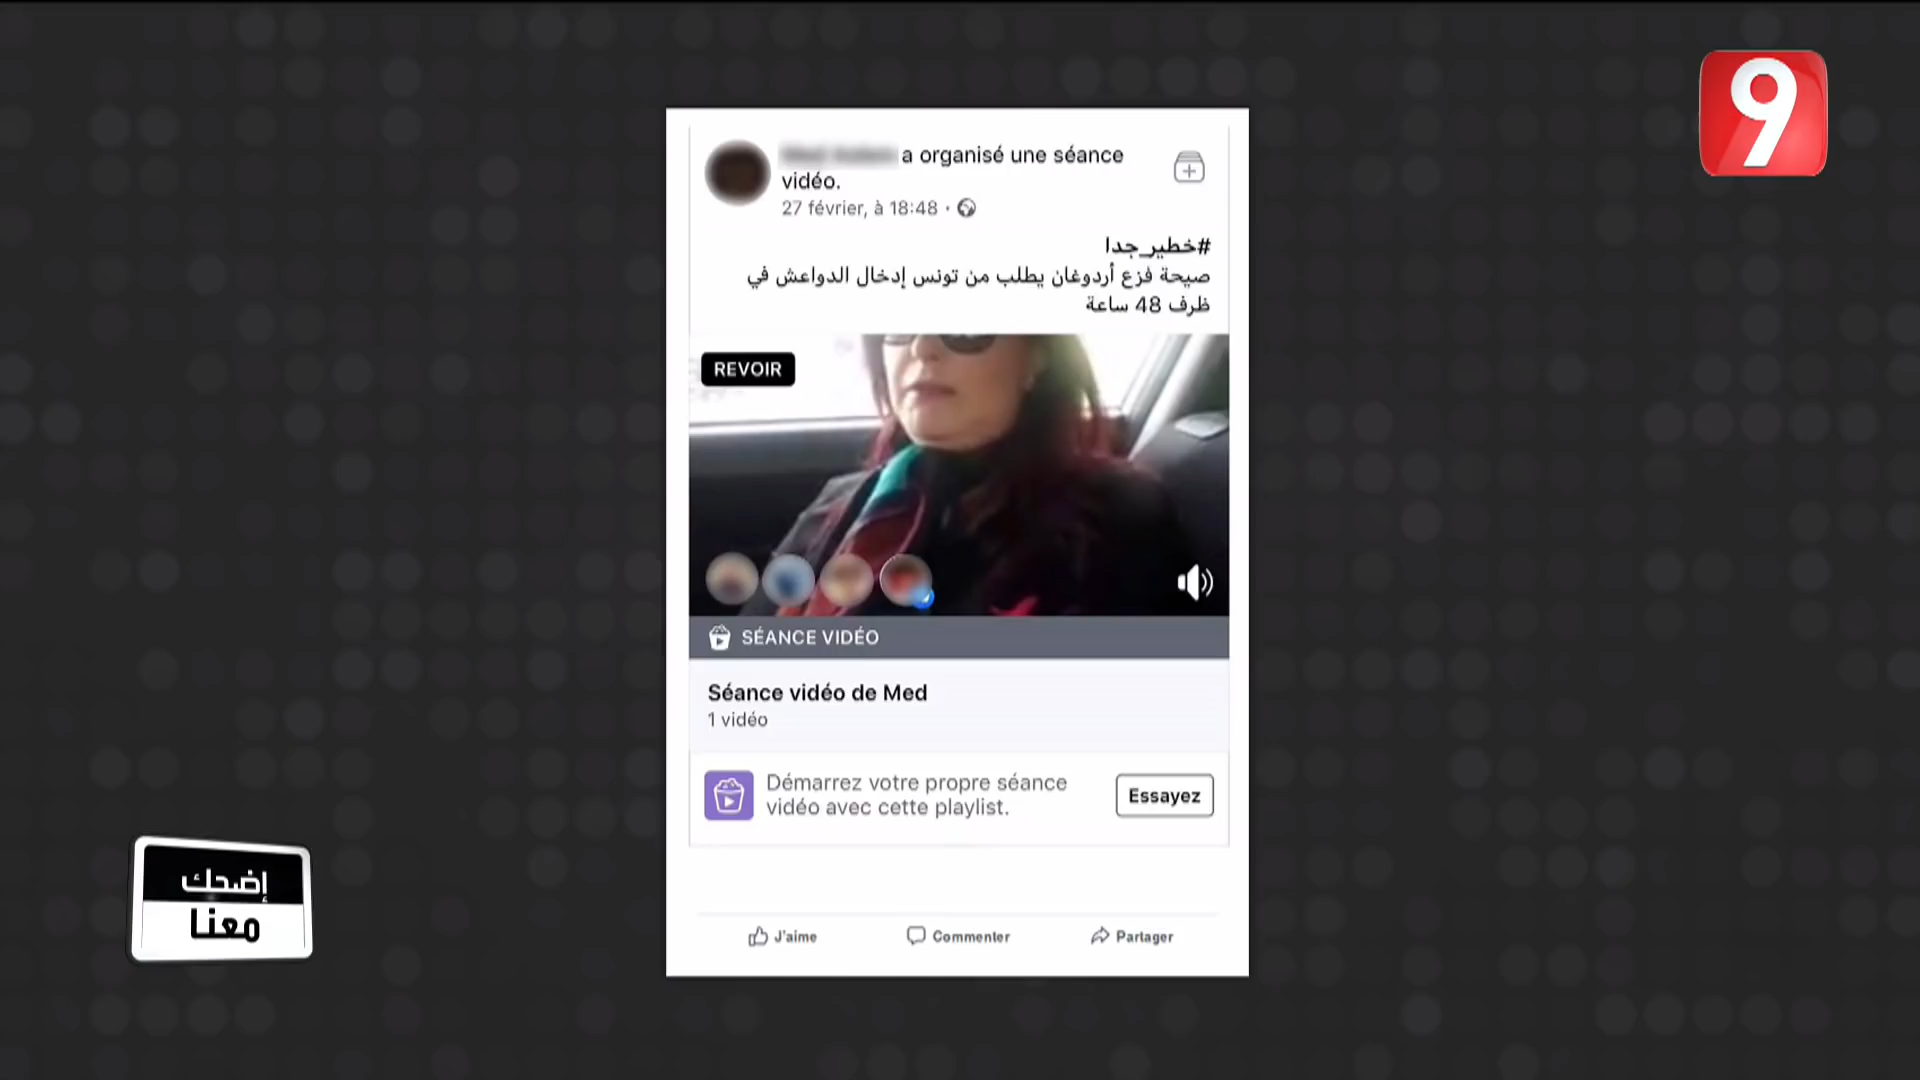 9
a organisé une séance
vidéo.
27 février, à 18:48 ·
#خطير_جدا
صيحة فزع أردوغان يطلب من تونس إدخال الدواعش في
ظرف 48 ساعة
REVOIR
SÉANCE VIDÉO
Séance vidéo de Med
1 vidéo
Démarrez votre propre séance
vidéo avec cette playlist.
Essayez
J'aime
Commenter
Partager
إضحك
معنا